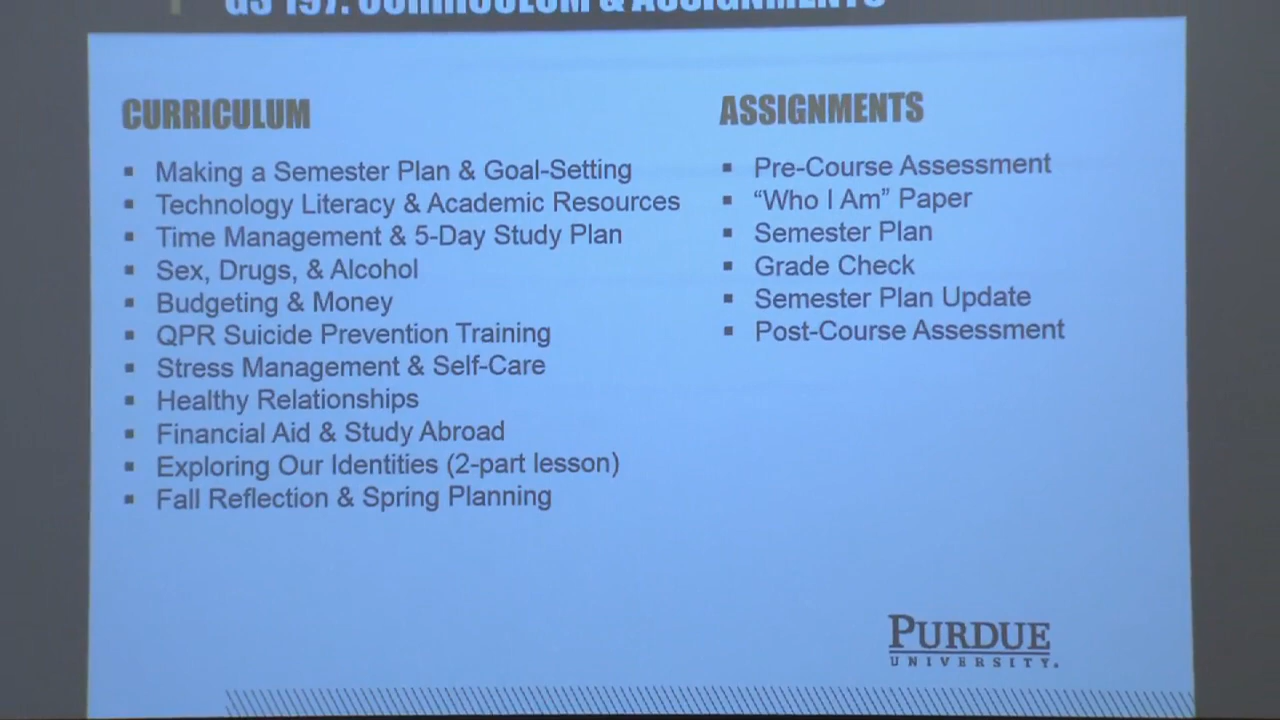 GS 197: CURRICULUM & ASSIGNMENTS
CURRICULUM
▪ Making a Semester Plan & Goal-Setting
▪ Technology Literacy & Academic Resources
▪ Time Management & 5-Day Study Plan
▪ Sex, Drugs, & Alcohol
▪ Budgeting & Money
▪ QPR Suicide Prevention Training
▪ Stress Management & Self-Care
▪ Healthy Relationships
▪ Financial Aid & Study Abroad
▪ Exploring Our Identities (2-part lesson)
▪ Fall Reflection & Spring Planning
ASSIGNMENTS
▪ Pre-Course Assessment
▪ “Who I Am” Paper
▪ Semester Plan
▪ Grade Check
▪ Semester Plan Update
▪ Post-Course Assessment
PURDUE
UNIVERSITY.